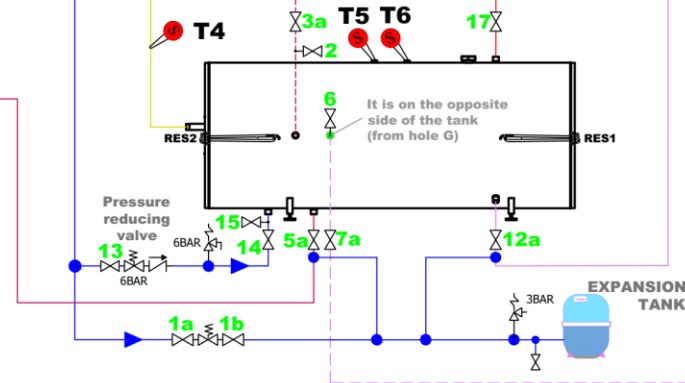 3a
T5 T6
17
T4
2
6
It is on the opposite
side of the tank
(from hole G)
RES2
RES1
Pressure
reducing
valve
15
13
6BAR
14
5a
7a
12a
6BAR
EXPANSION
TANK
3BAR
1a
1b